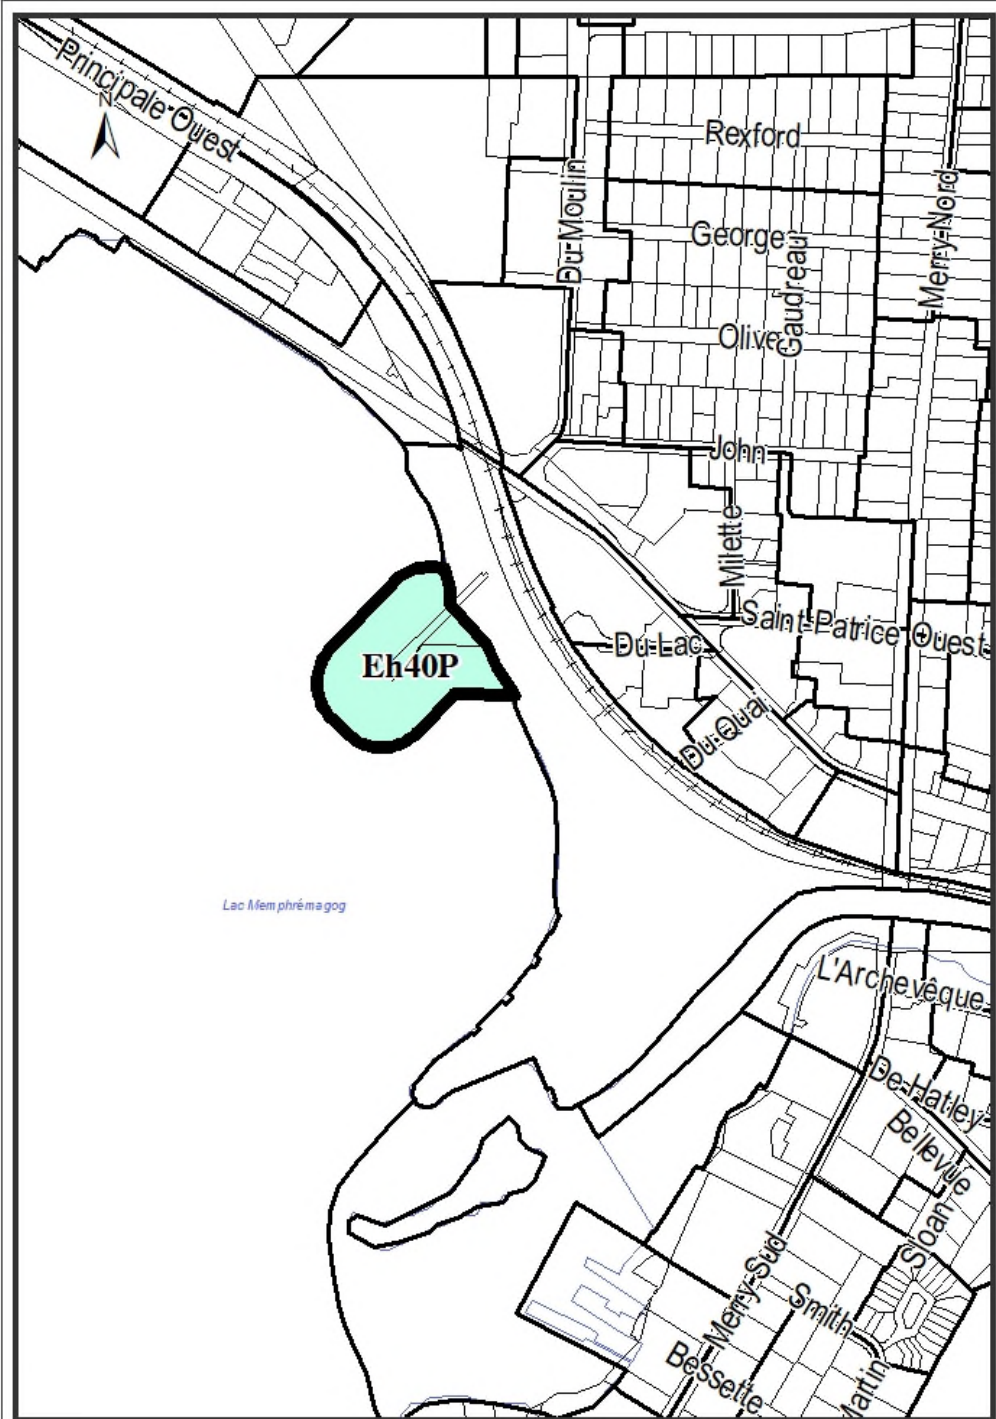 Principale Ouest
N
Rexford
Du Moulin
Merry-Nord
George
Gaudreau
Olive
John
Milette
Saint-Patrice Ouest
Du Lac
Eh40P
Du Quai
Lac Memphrémagog
L'Archevêque
De Hatley
Bellevue
Sloan
Merry-Sud
Smith
Bessette
Martin